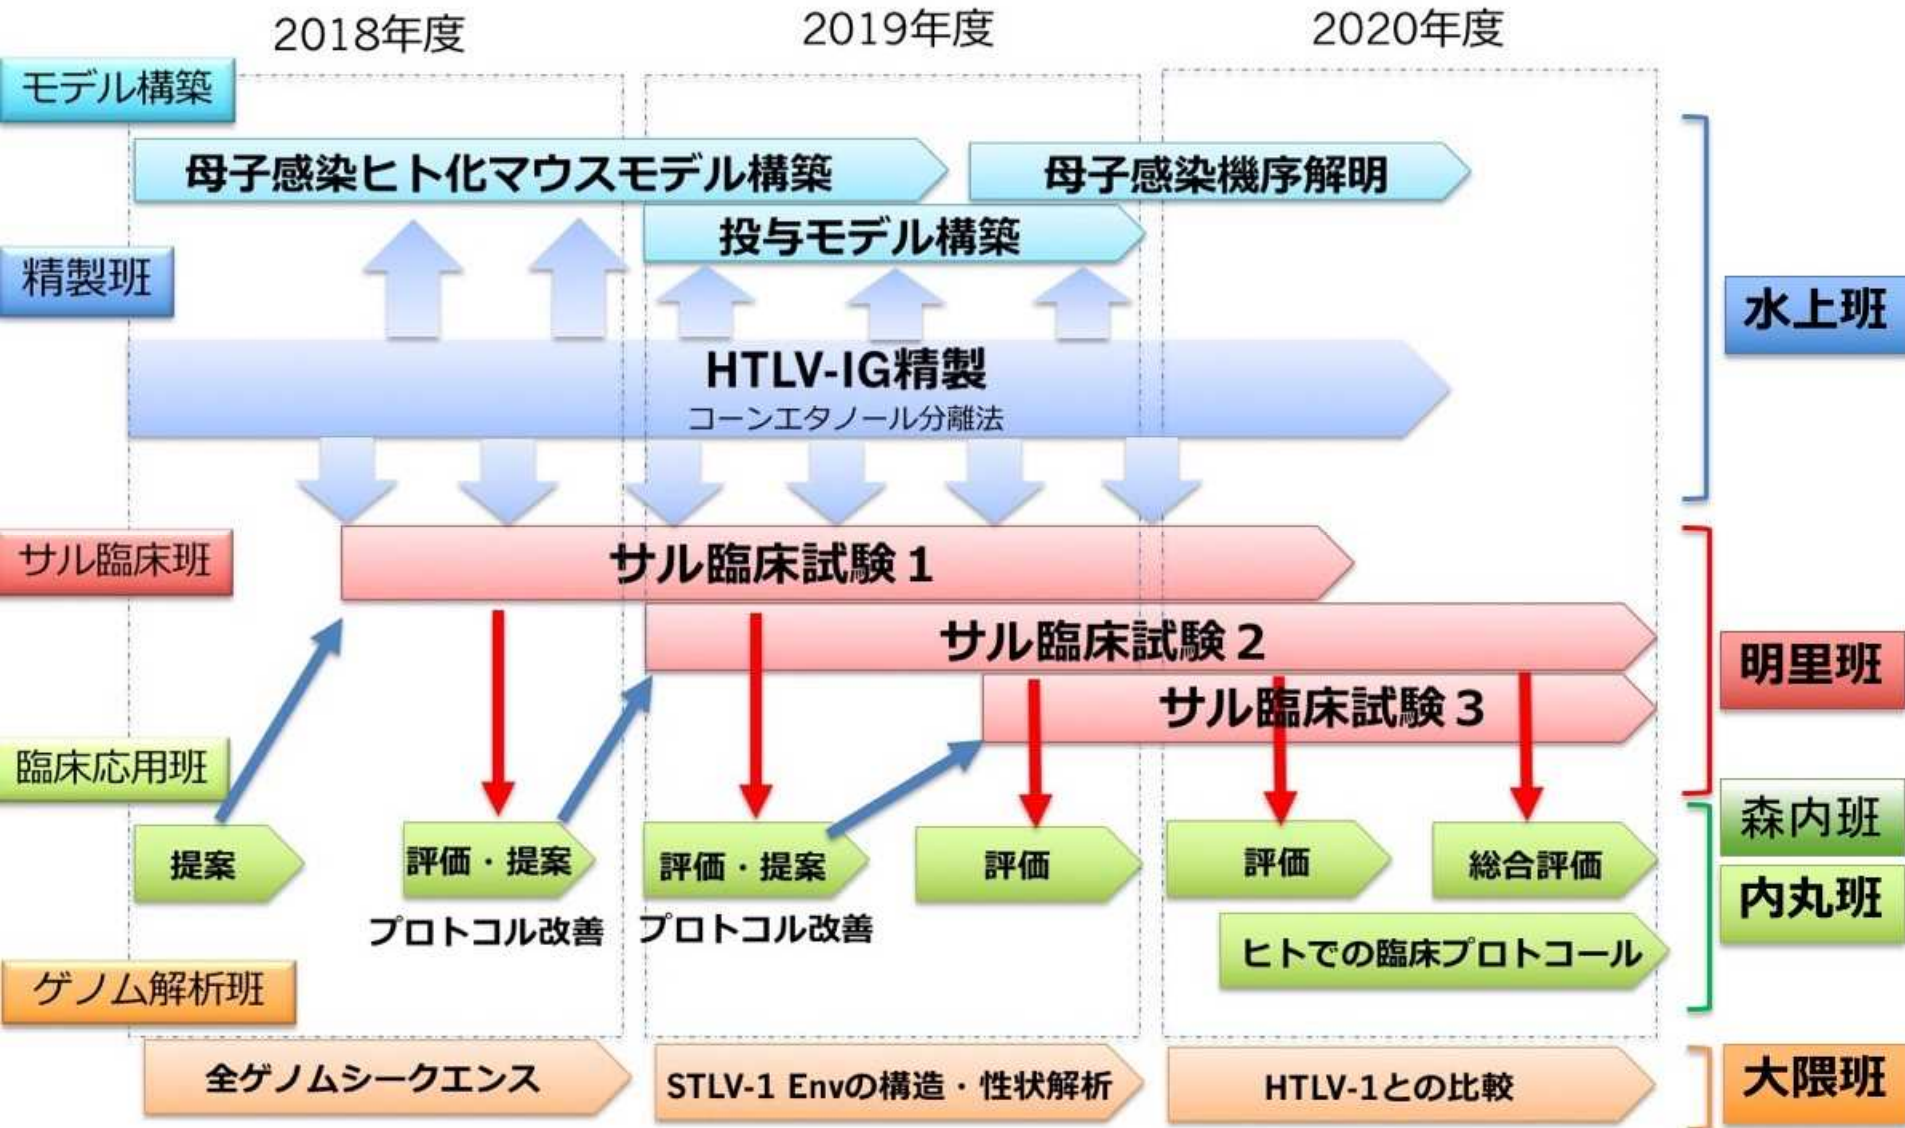 2018年度
2019年度
2020年度
モデル構築
母子感染ヒト化マウスモデル構築
母子感染機序解明
投与モデル構築
精製班
水上班
HTLV-IG精製
コーンエタノール分離法
サル臨床班
サル臨床試験１
サル臨床試験２
明里班
サル臨床試験３
臨床応用班
森内班
提案
評価・提案
評価・提案
評価
評価
総合評価
内丸班
プロトコル改善
プロトコル改善
ヒトでの臨床プロトコール
ゲノム解析班
全ゲノムシークエンス
STLV-1 Envの構造・性状解析
HTLV-1との比較
大隈班